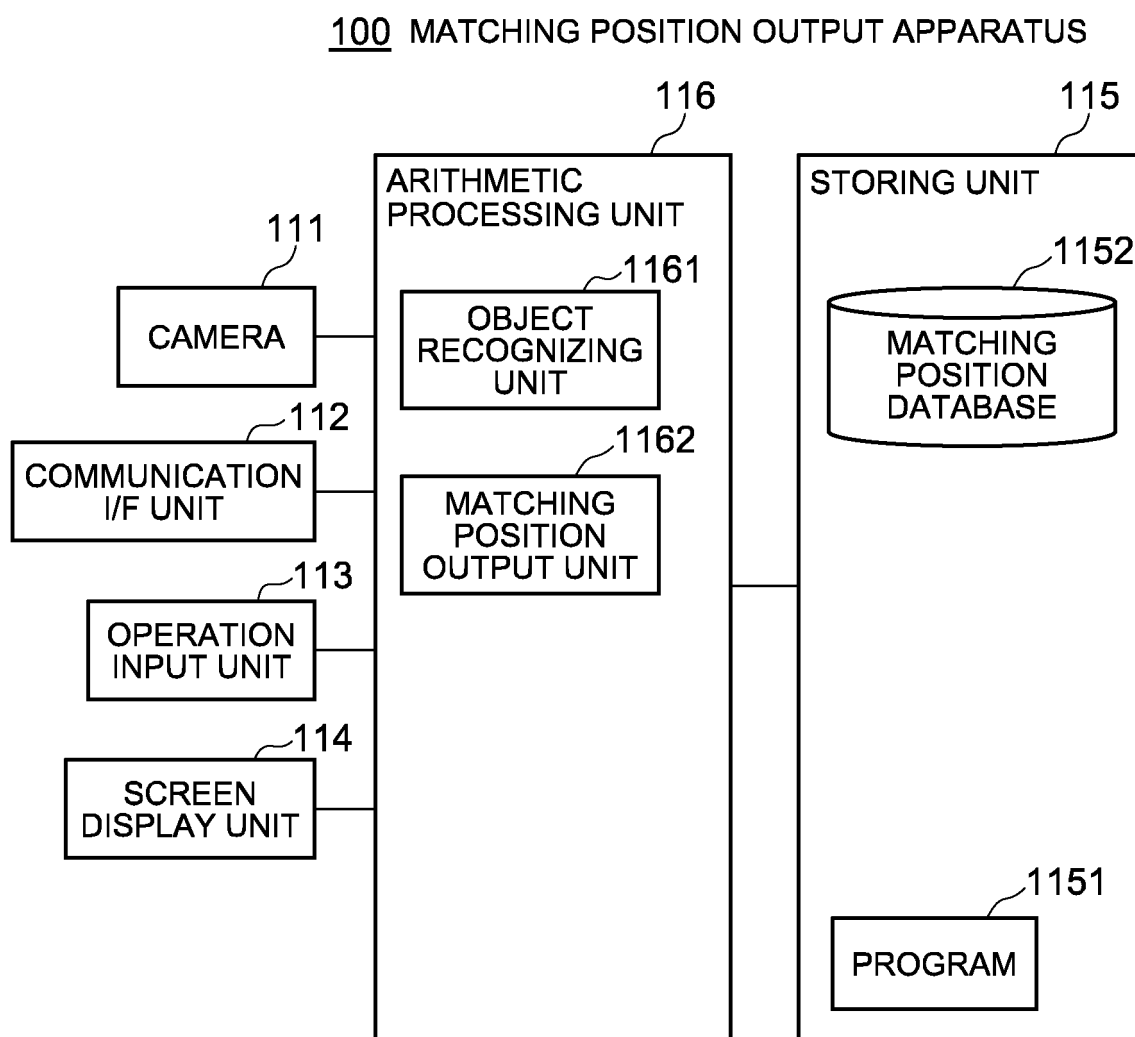 100 MATCHING POSITION OUTPUT APPARATUS
116
115
ARITHMETIC
PROCESSING UNIT
STORING UNIT
111
CAMERA
1161
OBJECT
RECOGNIZING
UNIT
1152
MATCHING
POSITION
DATABASE
112
COMMUNICATION
I/F UNIT
1162
MATCHING
POSITION
OUTPUT UNIT
113
OPERATION
INPUT UNIT
114
SCREEN
DISPLAY UNIT
1151
PROGRAM